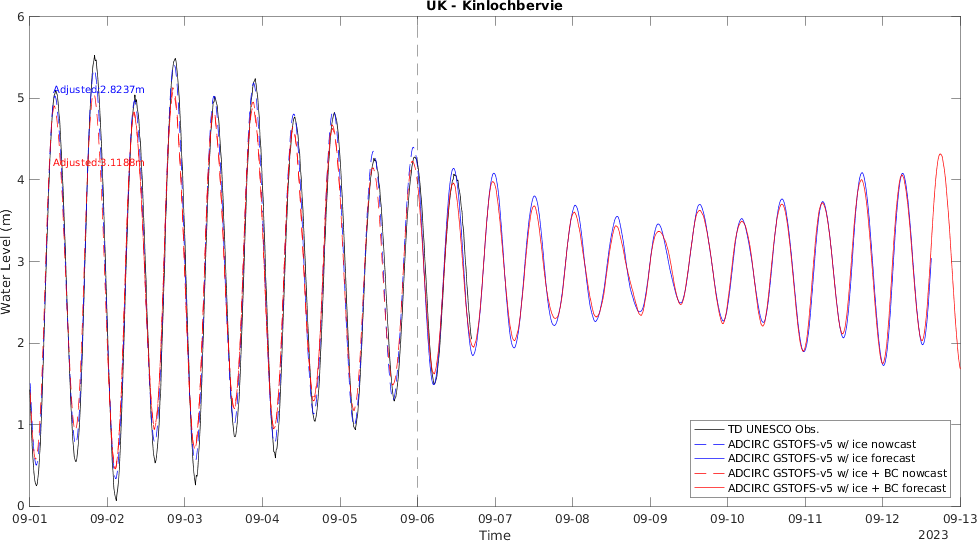 UK - Kinlochbervie
6
5
4
3
2
1
0
Water Level (m)
Adjusted:2.8237m
Adjusted:3.1188m
TD UNESCO Obs.
ADCIRC GSTOFS-v5 w/ ice nowcast
ADCIRC GSTOFS-v5 w/ ice forecast
ADCIRC GSTOFS-v5 w/ ice + BC nowcast
ADCIRC GSTOFS-v5 w/ ice + BC forecast
09-01 09-02 09-03 09-04 09-05 09-06 09-07 09-08 09-09 09-10 09-11 09-12 09-13
Time
2023